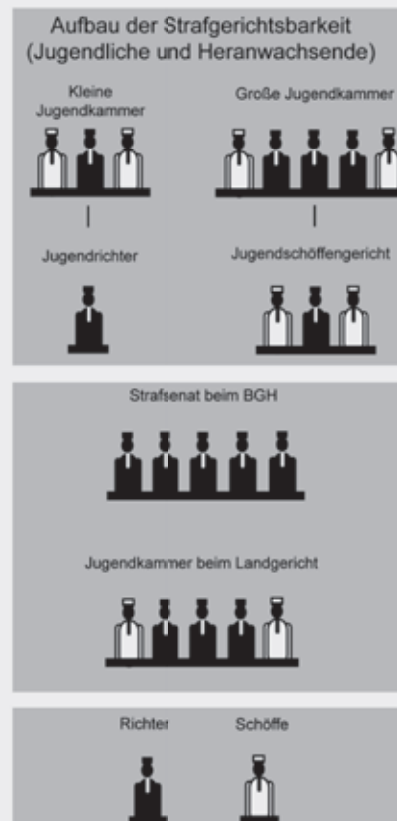 Aufbau der Strafgerichtsbarkeit
(Jugendliche und Heranwachsende)
Kleine
Jugendkammer
Große Jugendkammer
Jugendrichter
Jugendschöffengericht
Strafsenat beim BGH
Jugendkammer beim Landgericht
Richter
Schöffe